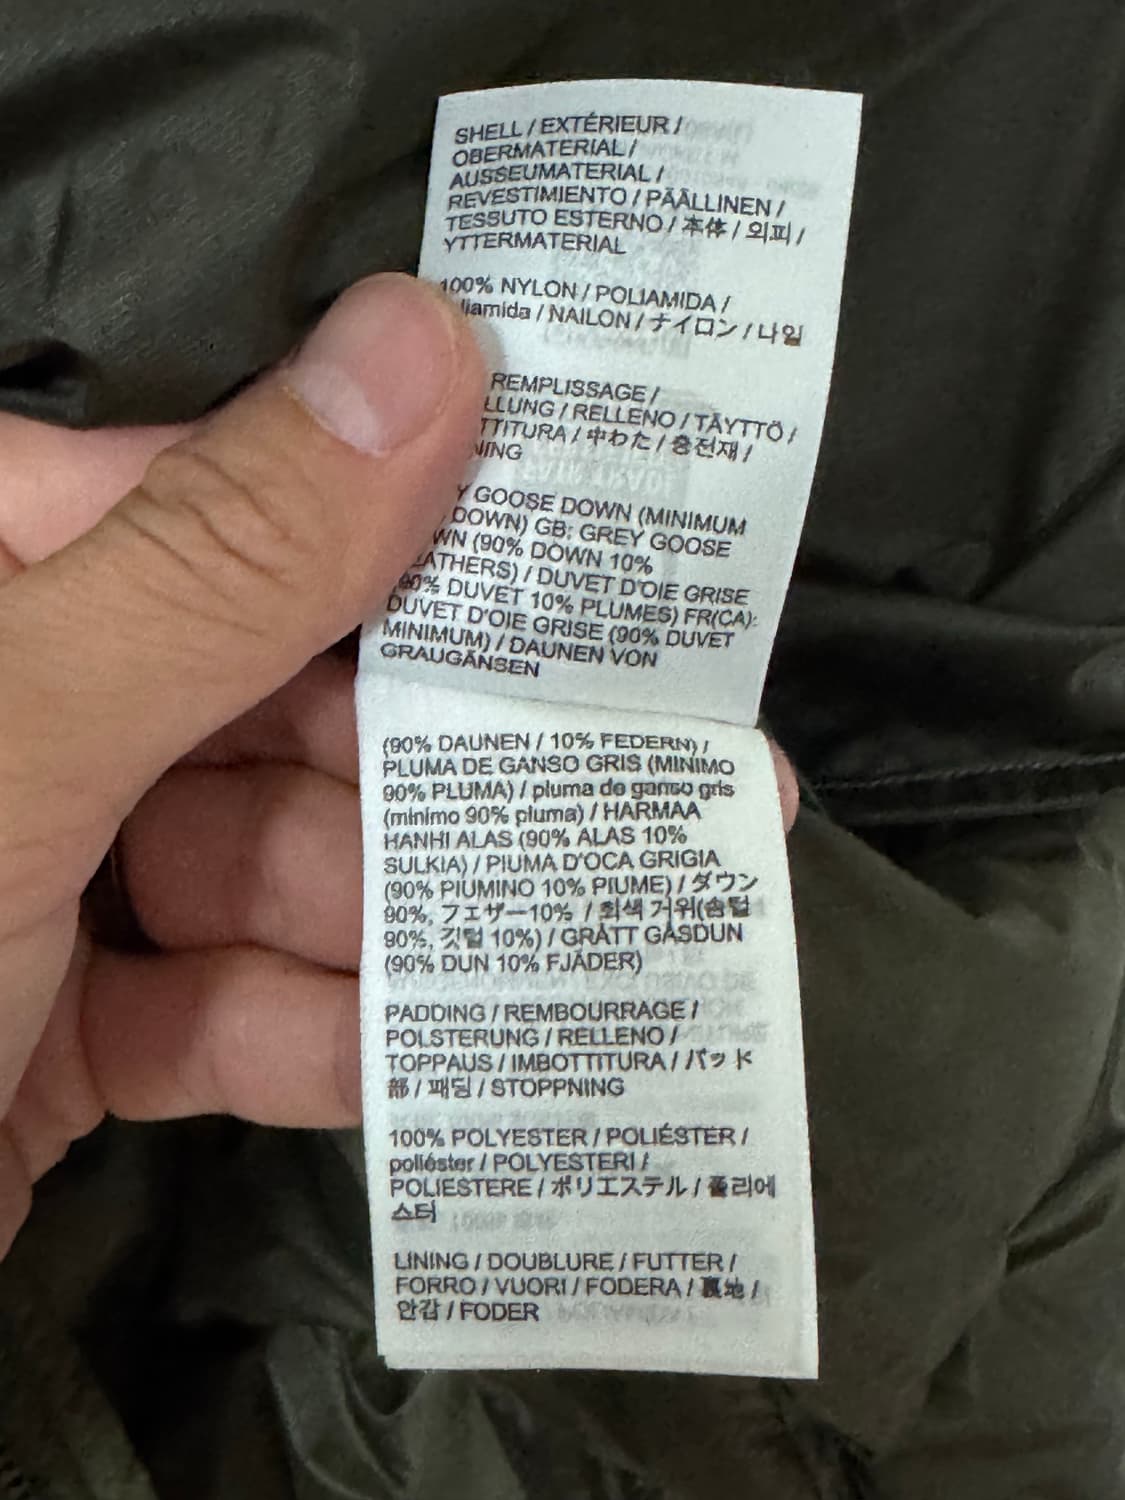 SHELL / EXTÉRIEUR /
OBERMATERIAL /
AUSSEUMATERIAL /
REVESTIMIENTO / PÄÄLLINEN /
TESSUTO ESTERNO / 本体 / 외피 /
YTTERMATERIAL
100% NYLON / POLIAMIDA /
liamida / NAILON / ナイロン / 나일
REMPLISSAGE /
LLUNG / RELLENO / TÄYTTÖ /
TTITURA / 中わた / 충전재 /
NING
Y GOOSE DOWN (MINIMUM
DOWN) GB: GREY GOOSE
WN (90% DOWN 10%
ATHERS) / DUVET D'OIE GRISE
(90% DUVET 10% PLUMES) FR(CA):
DUVET D'OIE GRISE (90% DUVET
MINIMUM) / DAUNEN VON
GRAUGÄNSEN
(90% DAUNEN / 10% FEDERN) /
PLUMA DE GANSO GRIS (MINIMO
90% PLUMA) / pluma de ganso gris
(mínimo 90% pluma) / HARMAA
HANHI ALAS (90% ALAS 10%
SULKIA) / PIUMA D'OCA GRIGIA
(90% PIUMINO 10% PIUME) / ダウン
90%, フェザー10% / 회색 거위(솜털
90%, 깃털 10%) / GRÅTT GÅSDUN
(90% DUN 10% FJÄDER)
PADDING / REMBOURRAGE /
POLSTERUNG / RELLENO /
TOPPAUS / IMBOTTITURA / パッド
部 / 패딩 / STOPPNING
100% POLYESTER / POLIÉSTER /
poliéster / POLYESTERI /
POLIESTERE / ポリエステル / 폴리에
스터
LINING / DOUBLURE / FUTTER /
FORRO / VUORI / FODERA / 裏地 /
안감 / FODER